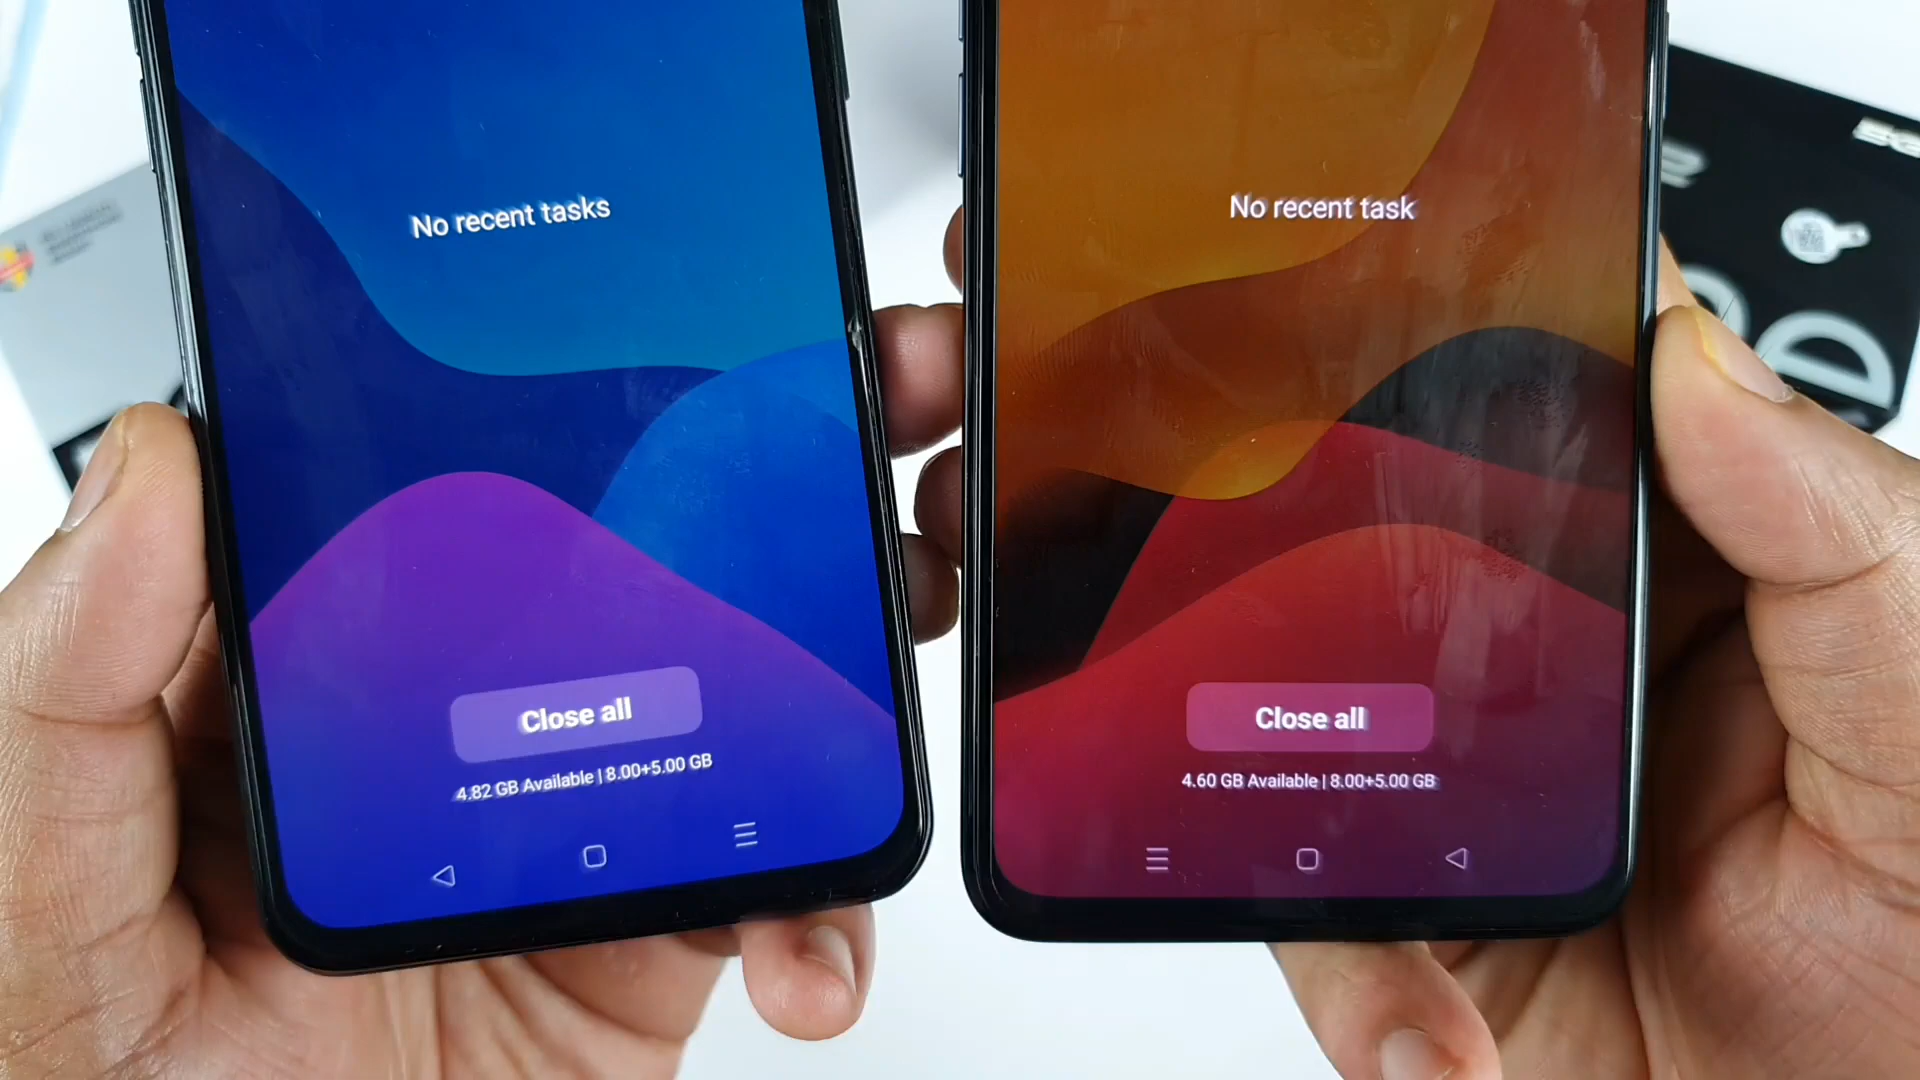 No recent tasks
Close all
4.82 GB Available | 8.00+5.00 GB
No recent task
Close all
4.60 GB Available | 8.00+5.00 GB
5G